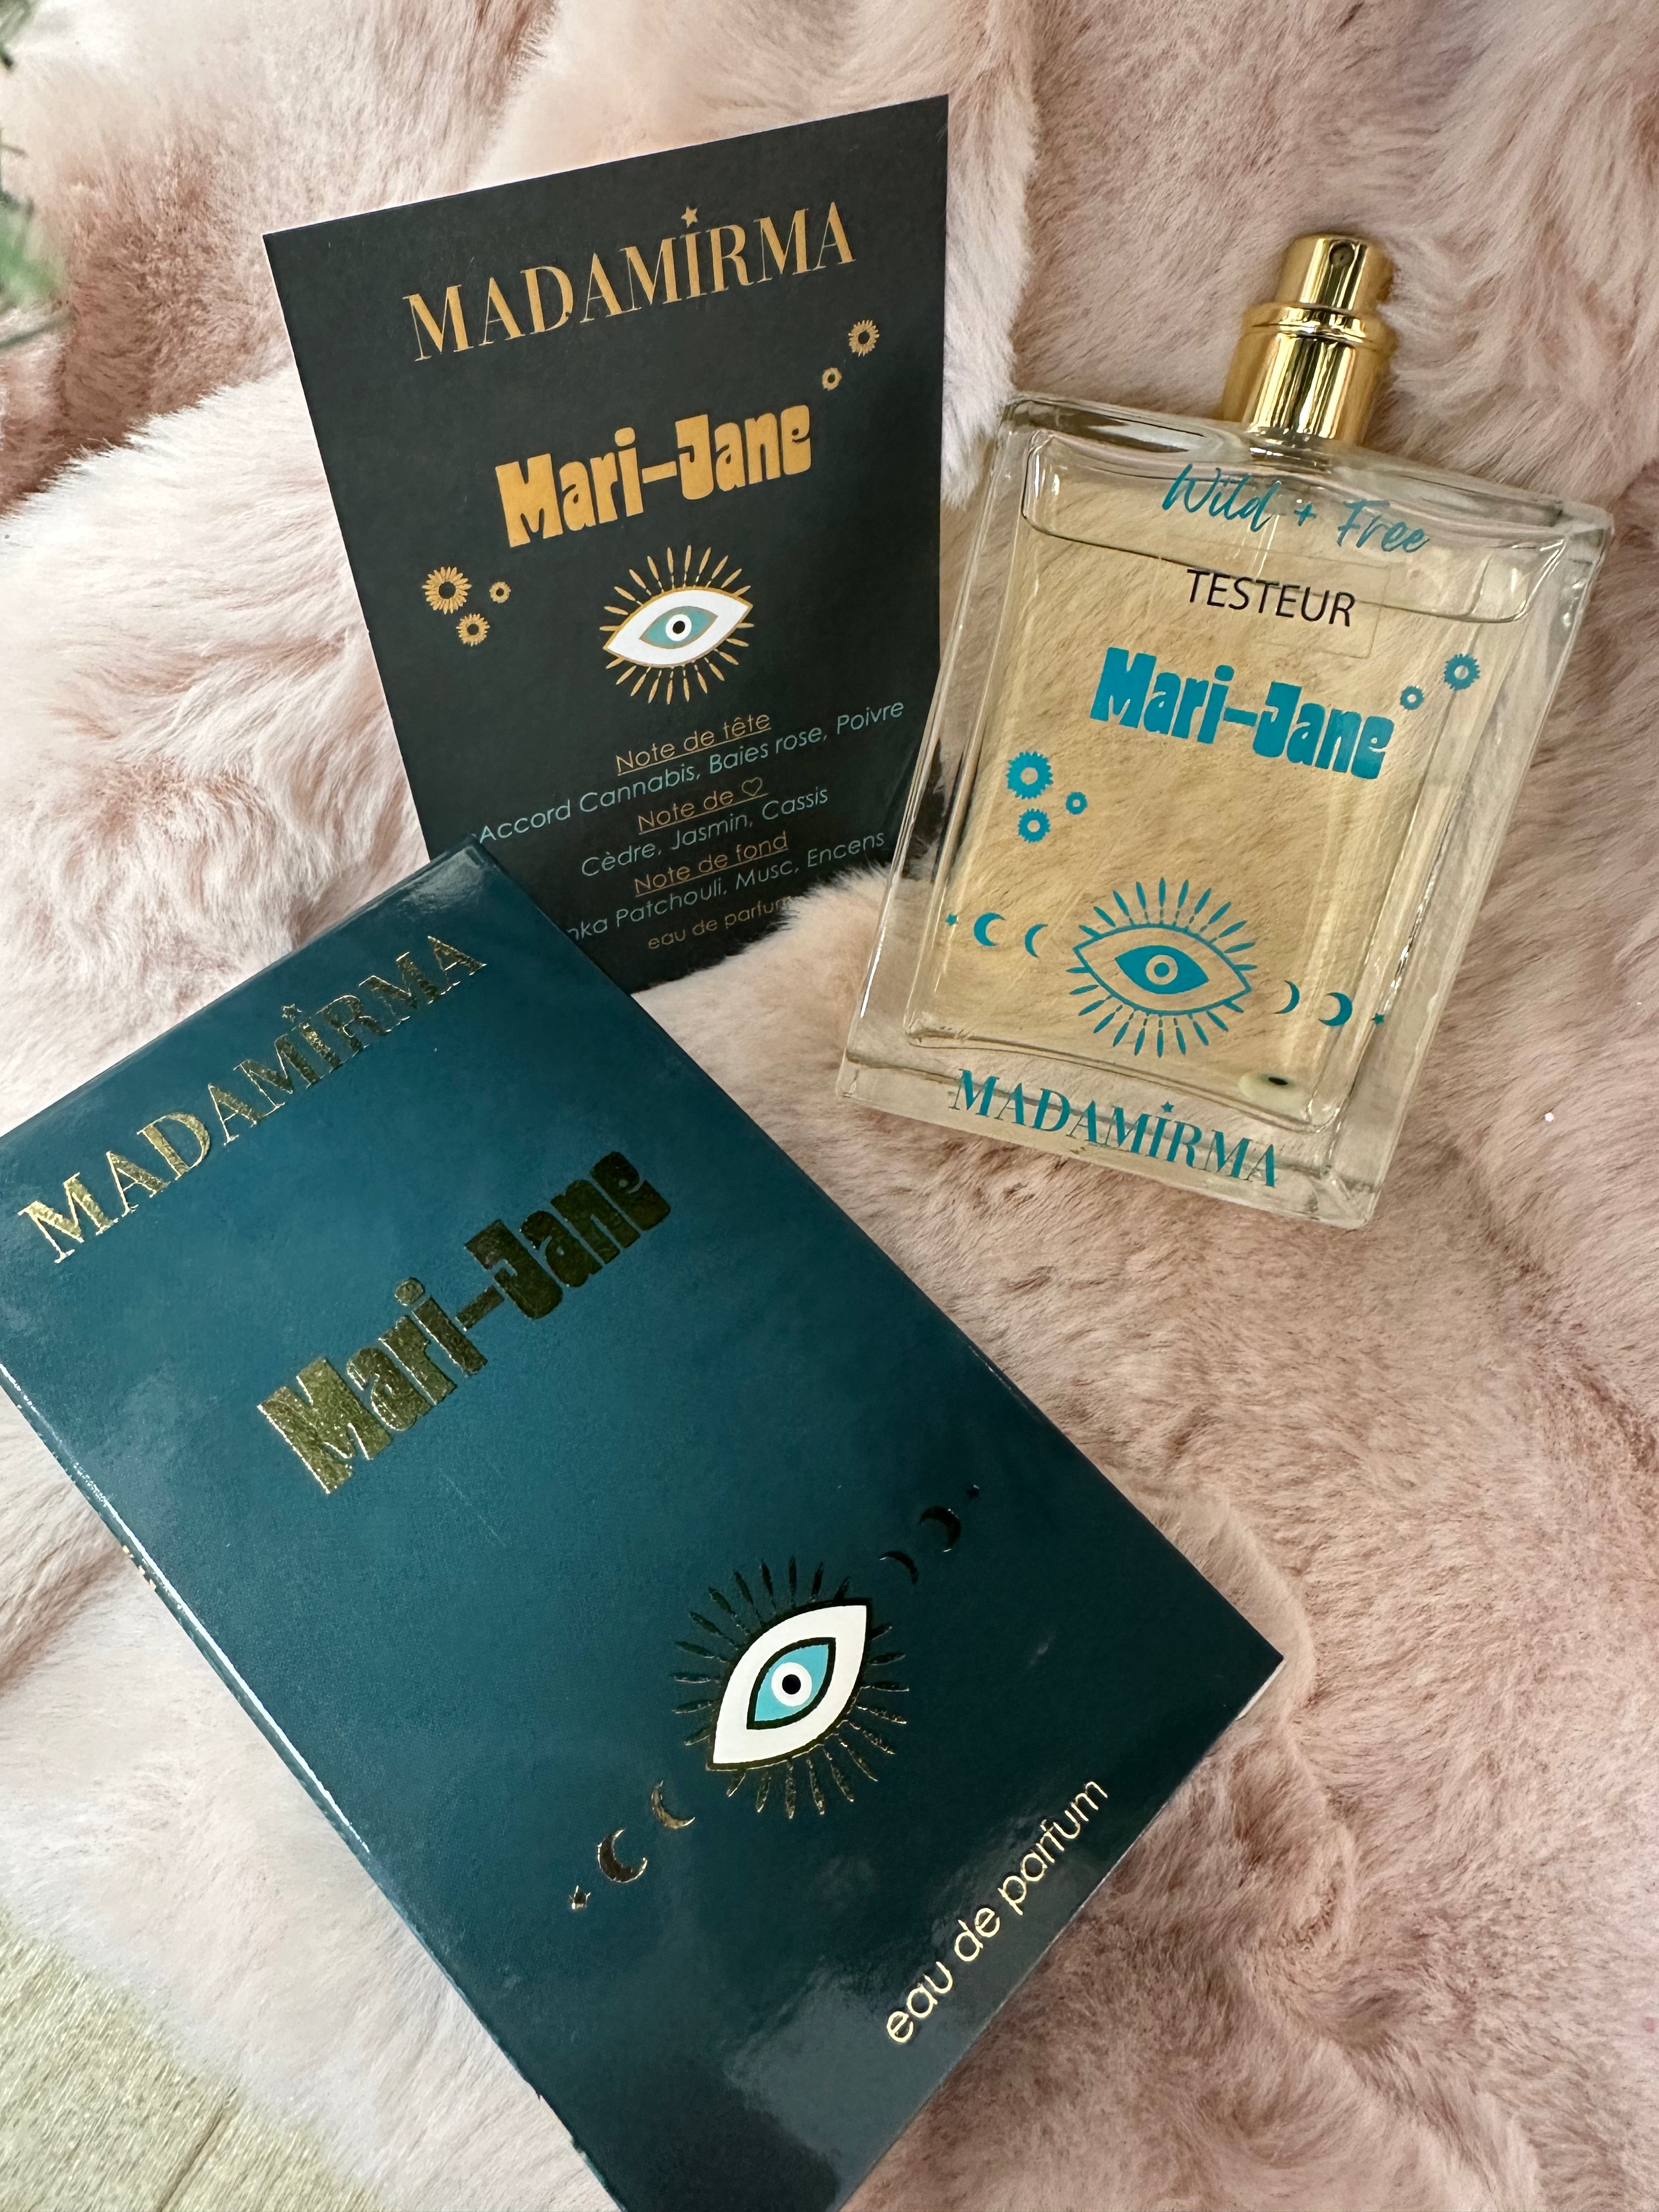 MADAMIRMA
Mari-Jane
Note de tête
Accord Cannabis, Baies rose, Poivre
Note de ♡
Cèdre, Jasmin, Cassis
Note de fond
Patchouli, Musc, Encens
eau de parfum
Wild + Free
TESTEUR
Mari-Jane
MADAMIRMA
MADAMIRMA
Mari-Jane
eau de parfum